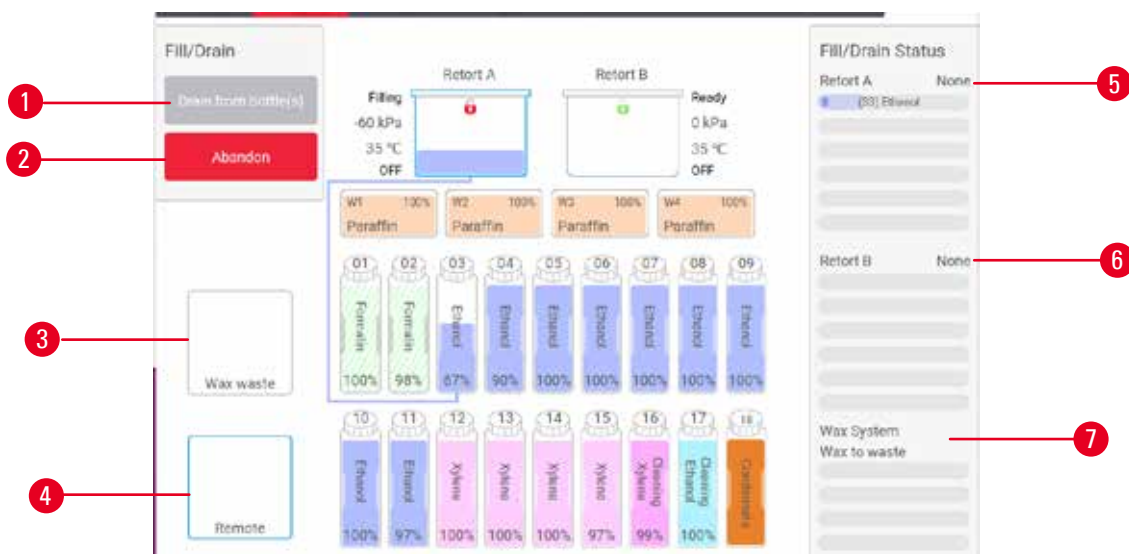 Fill/Drain
Drain from bottle(s)
Abandon
1
2
3
4
Wax waste
Remote
Retort A
Filling
-60 kPa
35 °C
OFF
Retort B
Ready
0 kPa
35 °C
OFF
W1 100%
Paraffin
W2 100%
Paraffin
W3 100%
Paraffin
W4 100%
Paraffin
01 02 03 04 05 06 07 08 09
Formalin Formalin Ethanol Ethanol Ethanol Ethanol Ethanol Ethanol Ethanol
100% 98% 67% 90% 100% 100% 100% 100% 100%
10 11 12 13 14 15 16 17 18
Ethanol Ethanol Xylene Xylene Xylene Xylene Cleaning Xylene Cleaning Ethanol Condensate
100% 97% 100% 100% 100% 97% 99% 100%
Fill/Drain Status
Retort A None
(S3) Ethanol
Retort B None
Wax System
Wax to waste
5
6
7